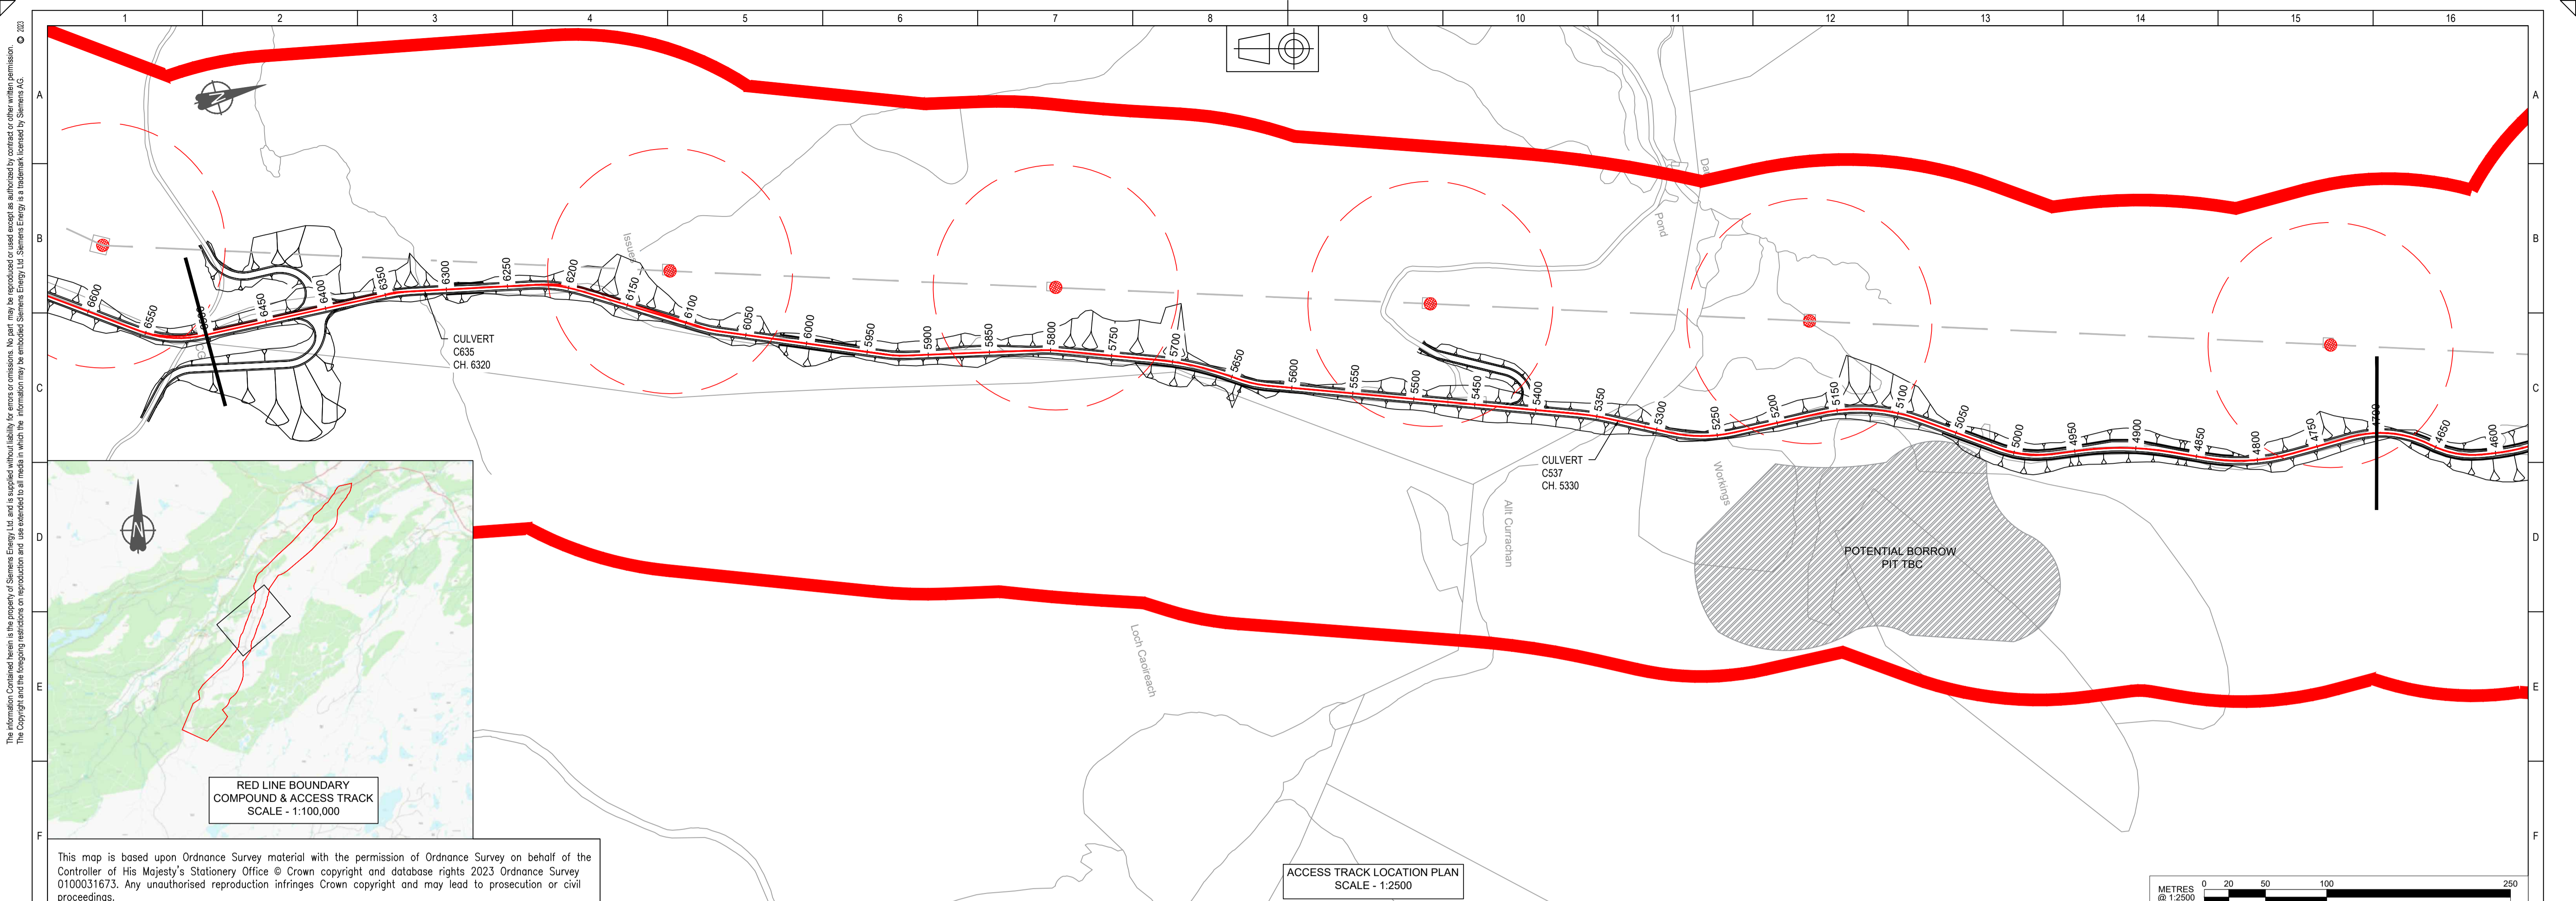 1 2 3 4 5 6 7 8 9 10 11 12 13 14 15 16
The information Contained herein is the property of Siemens Energy Ltd. and is supplied without liability for errors or omissions. No part may be reproduced or used except as authorized by contract or other written permission.
The Copyright and the foregoing restrictions on reproduction and use extended to all media in which the information may be embodied Siemens Energy Ltd .Siemens Energy is a trademark licensed by Siemens AG.
© 2023
A
B
C
D
E
F
A
B
C
D
E
F
N
Issues
Pond
Workings
Allt Currachan
Loch Caoireach
6600
6550
6450
6400
6350
6300
6250
6200
6150
6100
6050
6000
5950
5900
5850
5800
5750
5700
5650
5600
5550
5500
5450
5400
5350
5300
5250
5200
5150
5100
5050
5000
4950
4900
4850
4800
4750
4700
4650
4600
CULVERT
C635
CH. 6320
CULVERT
C537
CH. 5330
POTENTIAL BORROW
PIT TBC
N
RED LINE BOUNDARY
COMPOUND & ACCESS TRACK
SCALE - 1:100,000
This map is based upon Ordnance Survey material with the permission of Ordnance Survey on behalf of the
Controller of His Majesty's Stationery Office © Crown copyright and database rights 2023 Ordnance Survey
0100031673. Any unauthorised reproduction infringes Crown copyright and may lead to prosecution or civil
proceedings.
ACCESS TRACK LOCATION PLAN
SCALE - 1:2500
METRES
@ 1:2500
0 20 50 100 250